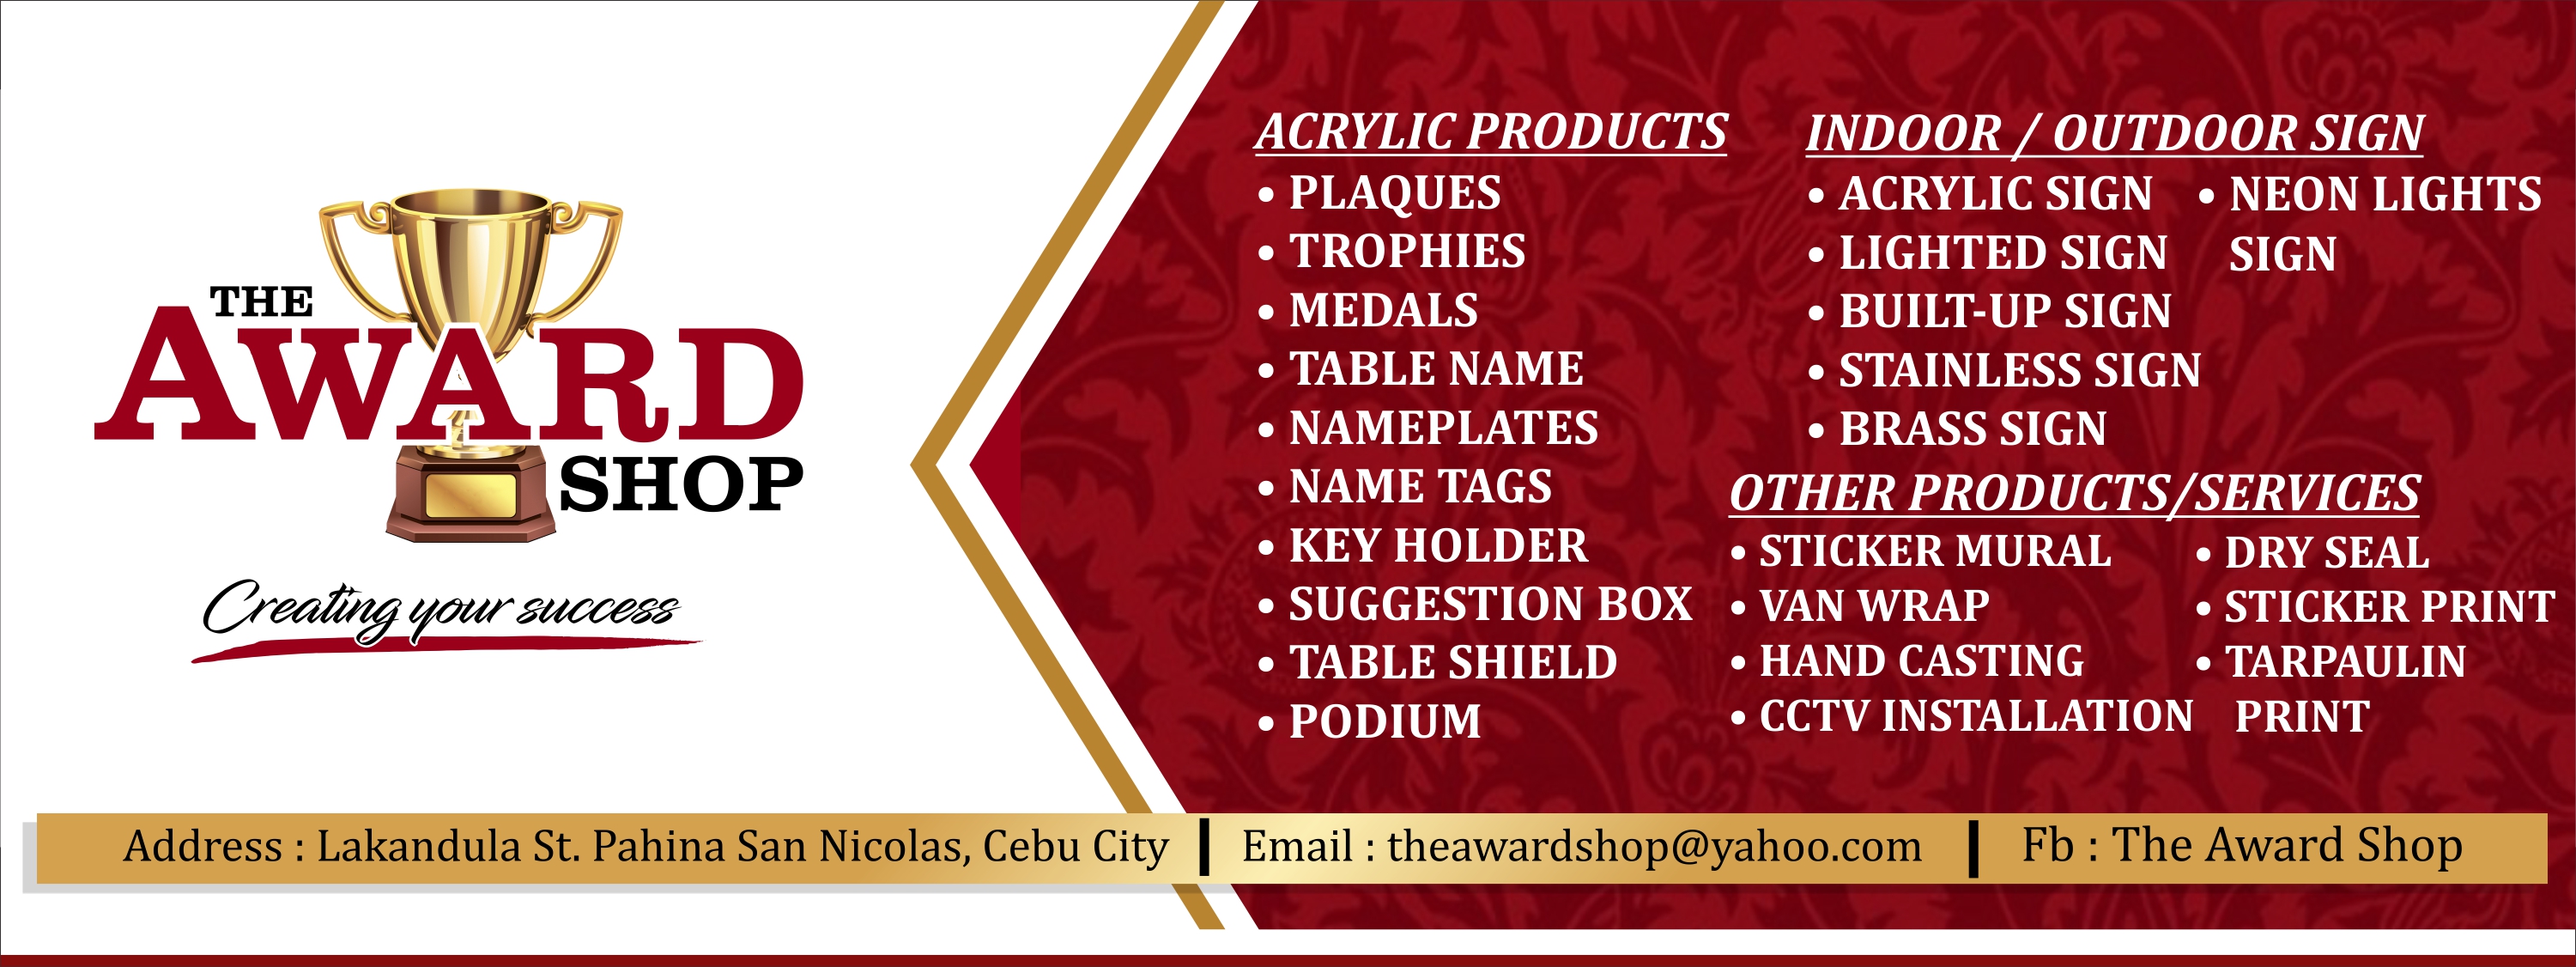 THE
AWARD
SHOP
Creating your success
ACRYLIC PRODUCTS
• PLAQUES
• TROPHIES
• MEDALS
• TABLE NAME
• NAMEPLATES
• NAME TAGS
• KEY HOLDER
• SUGGESTION BOX
• TABLE SHIELD
• PODIUM
INDOOR / OUTDOOR SIGN
• ACRYLIC SIGN
• LIGHTED SIGN
• BUILT-UP SIGN
• STAINLESS SIGN
• BRASS SIGN
• NEON LIGHTS
SIGN
OTHER PRODUCTS/SERVICES
• STICKER MURAL
• VAN WRAP
• HAND CASTING
• CCTV INSTALLATION
• DRY SEAL
• STICKER PRINT
• TARPAULIN
PRINT
Address : Lakandula St. Pahina San Nicolas, Cebu City | Email : theawardshop@yahoo.com | Fb : The Award Shop